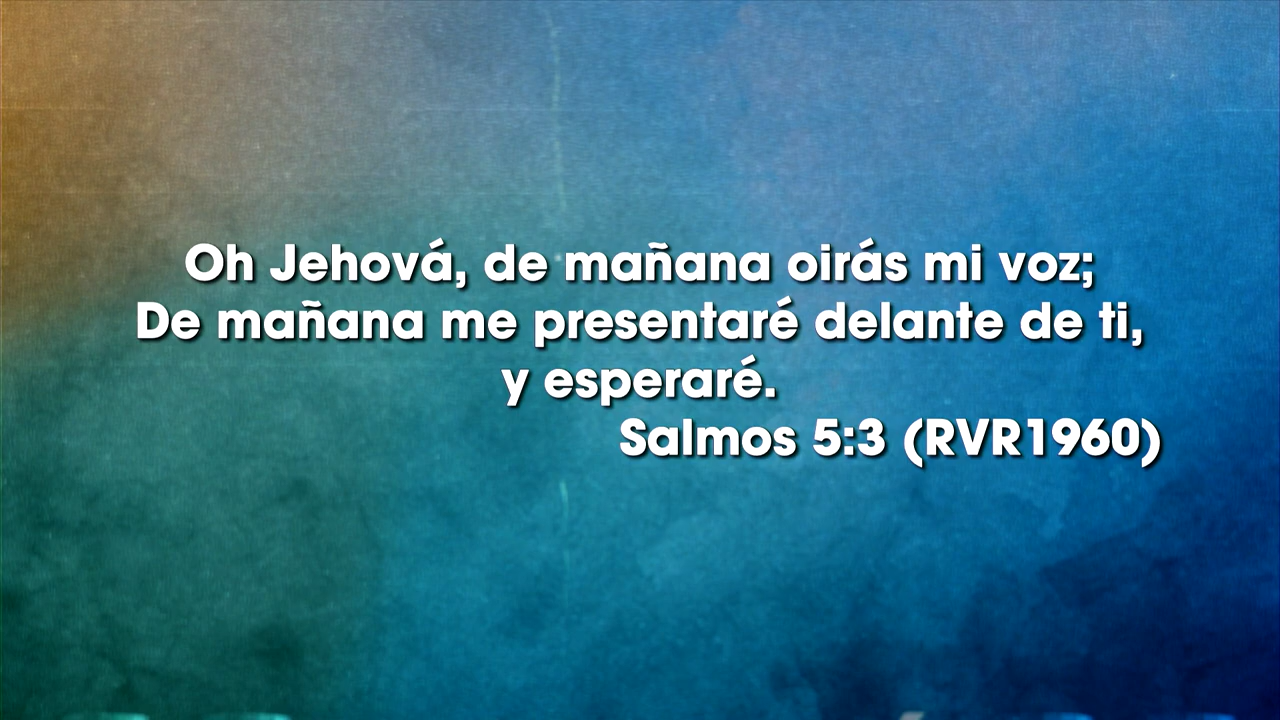 Oh Jehová, de mañana oirás mi voz;
De mañana me presentaré delante de ti,
y esperaré.
Salmos 5:3 (RVR1960)